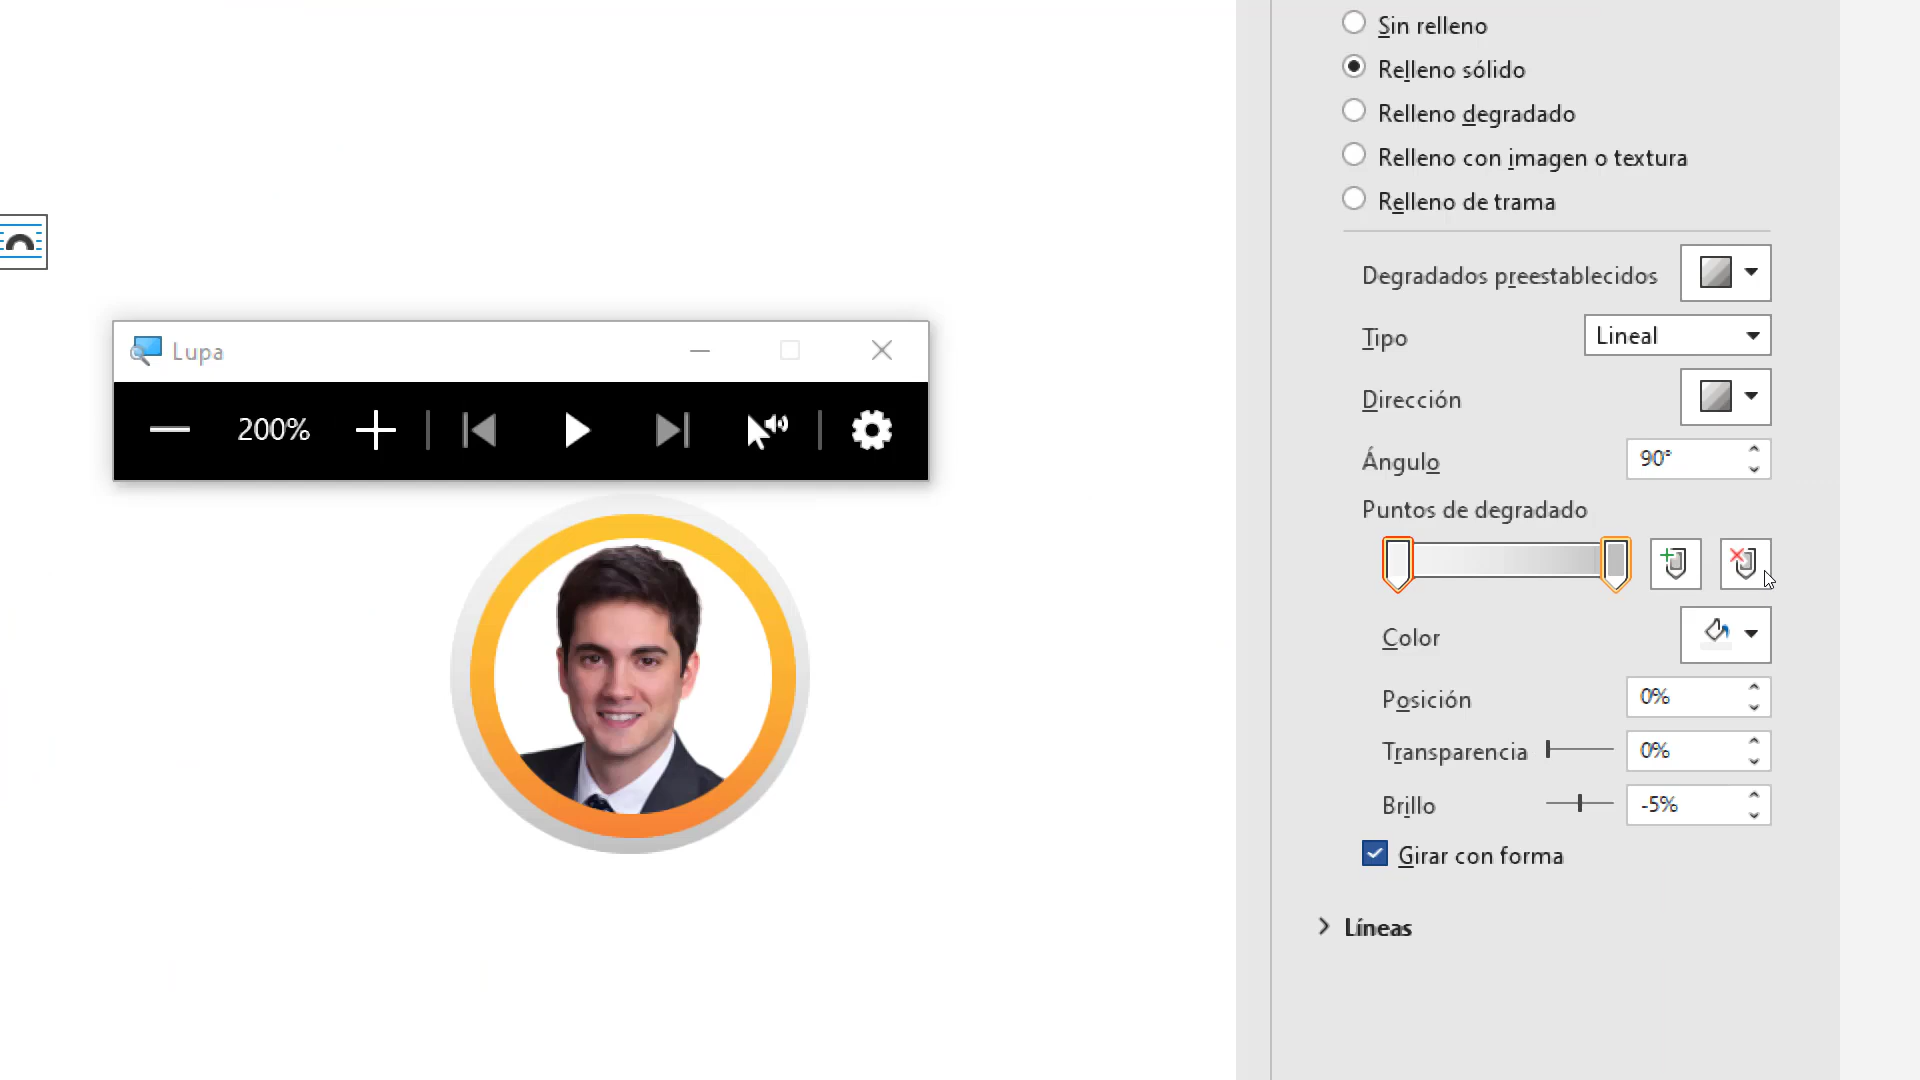 Sin relleno
Relleno sólido
Relleno degradado
Relleno con imagen o textura
Relleno de trama
Lupa
200%
Degradados preestablecidos
Tipo Lineal
Dirección
Ángulo 90°
Puntos de degradado
Color
Posición 0%
Transparencia 0%
Brillo -5%
Girar con forma
Líneas